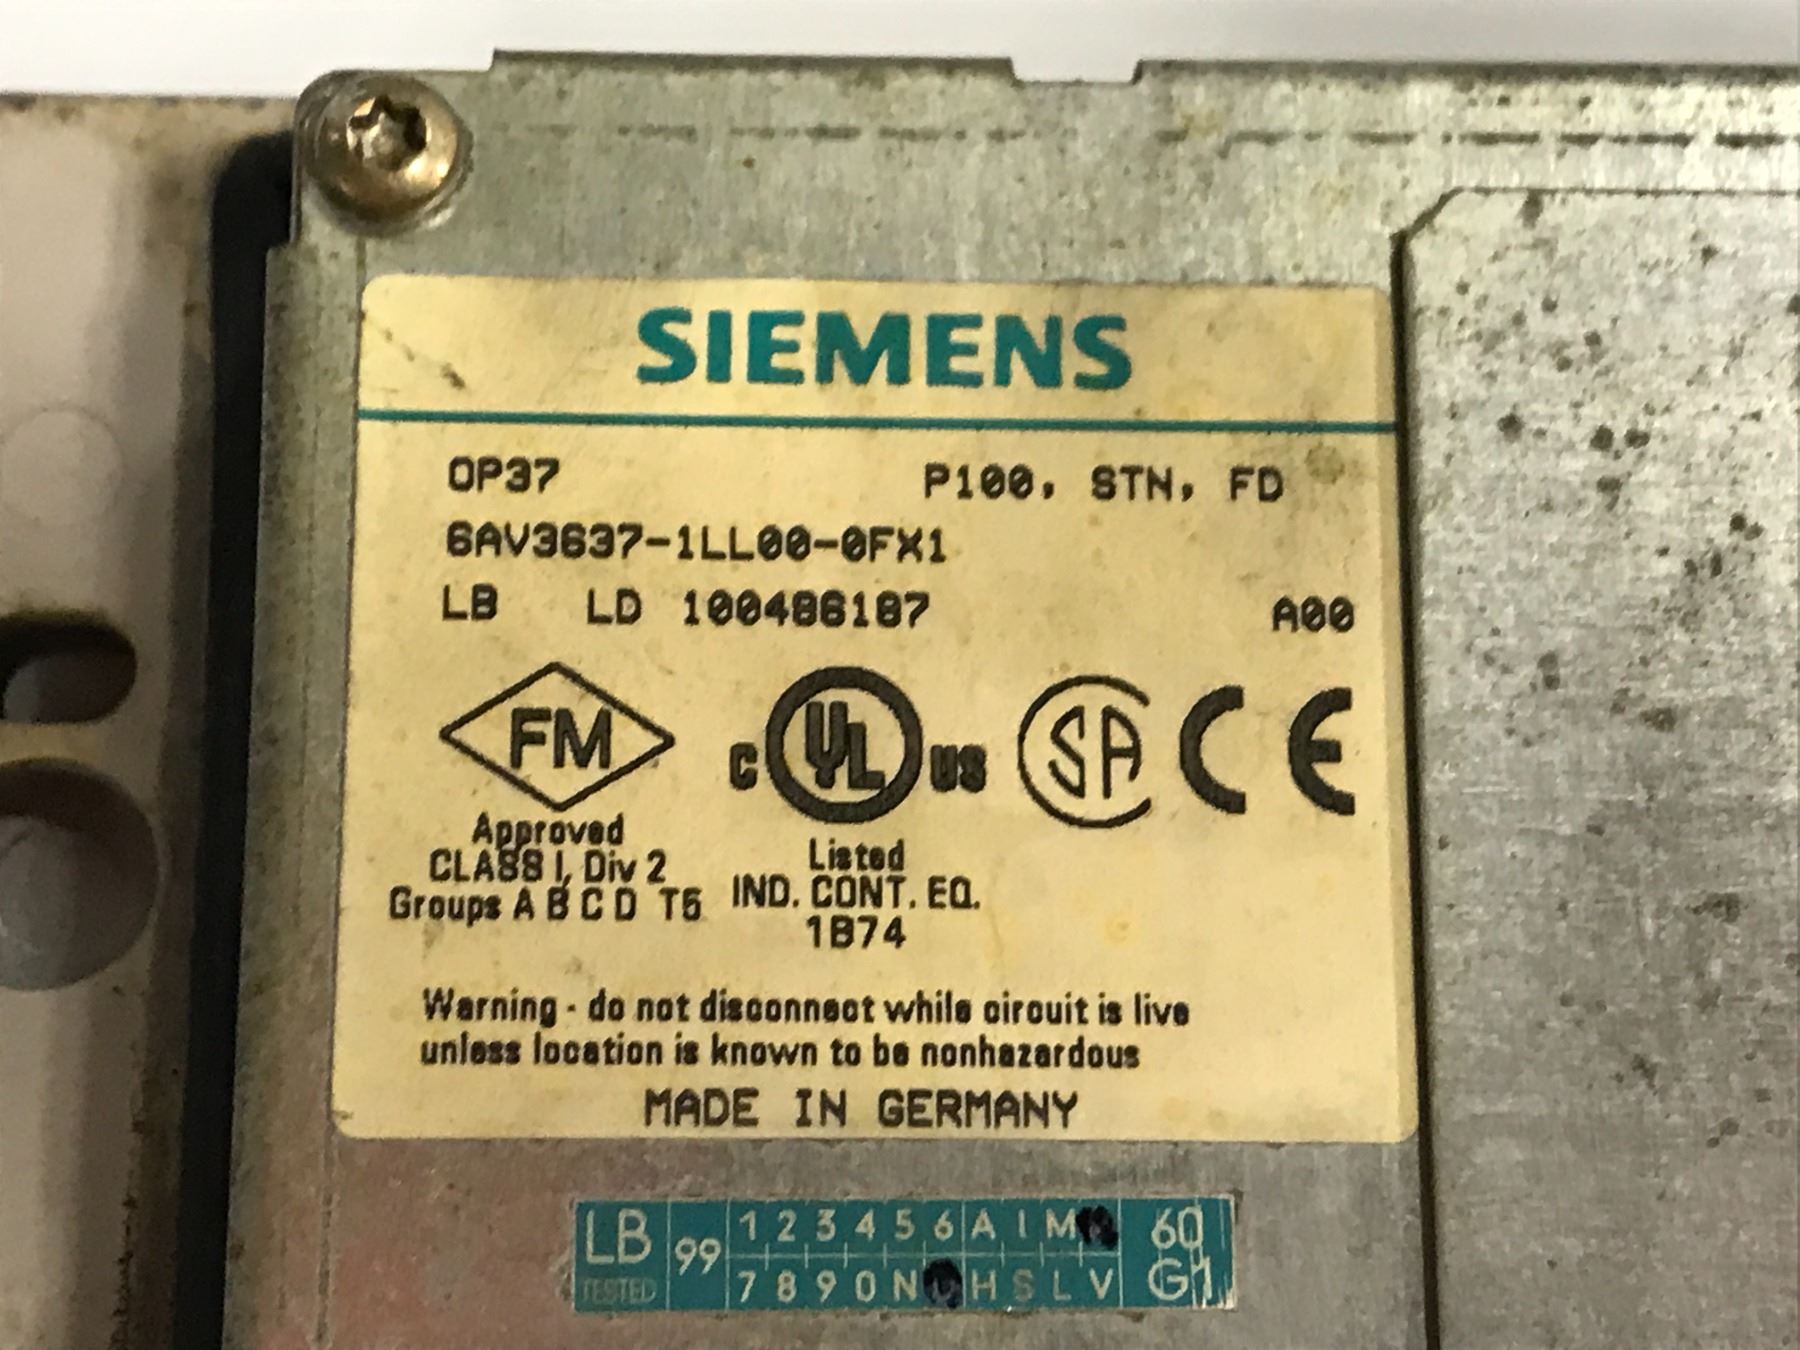 SIEMENS
OP37 P100, STN, FD
6AV3637-1LL00-0FX1
LB LD 100486187 A00
FM
Approved
CLASS I, Div 2
Groups A B C D T6
C UL US
Listed
IND. CONT. EQ.
1B74
SA CE
Warning - do not disconnect while circuit is live
unless location is known to be nonhazardous
MADE IN GERMANY
LB 99 1 2 3 4 5 6 A I M 60
TESTED 7 8 9 0 N H S L V G1